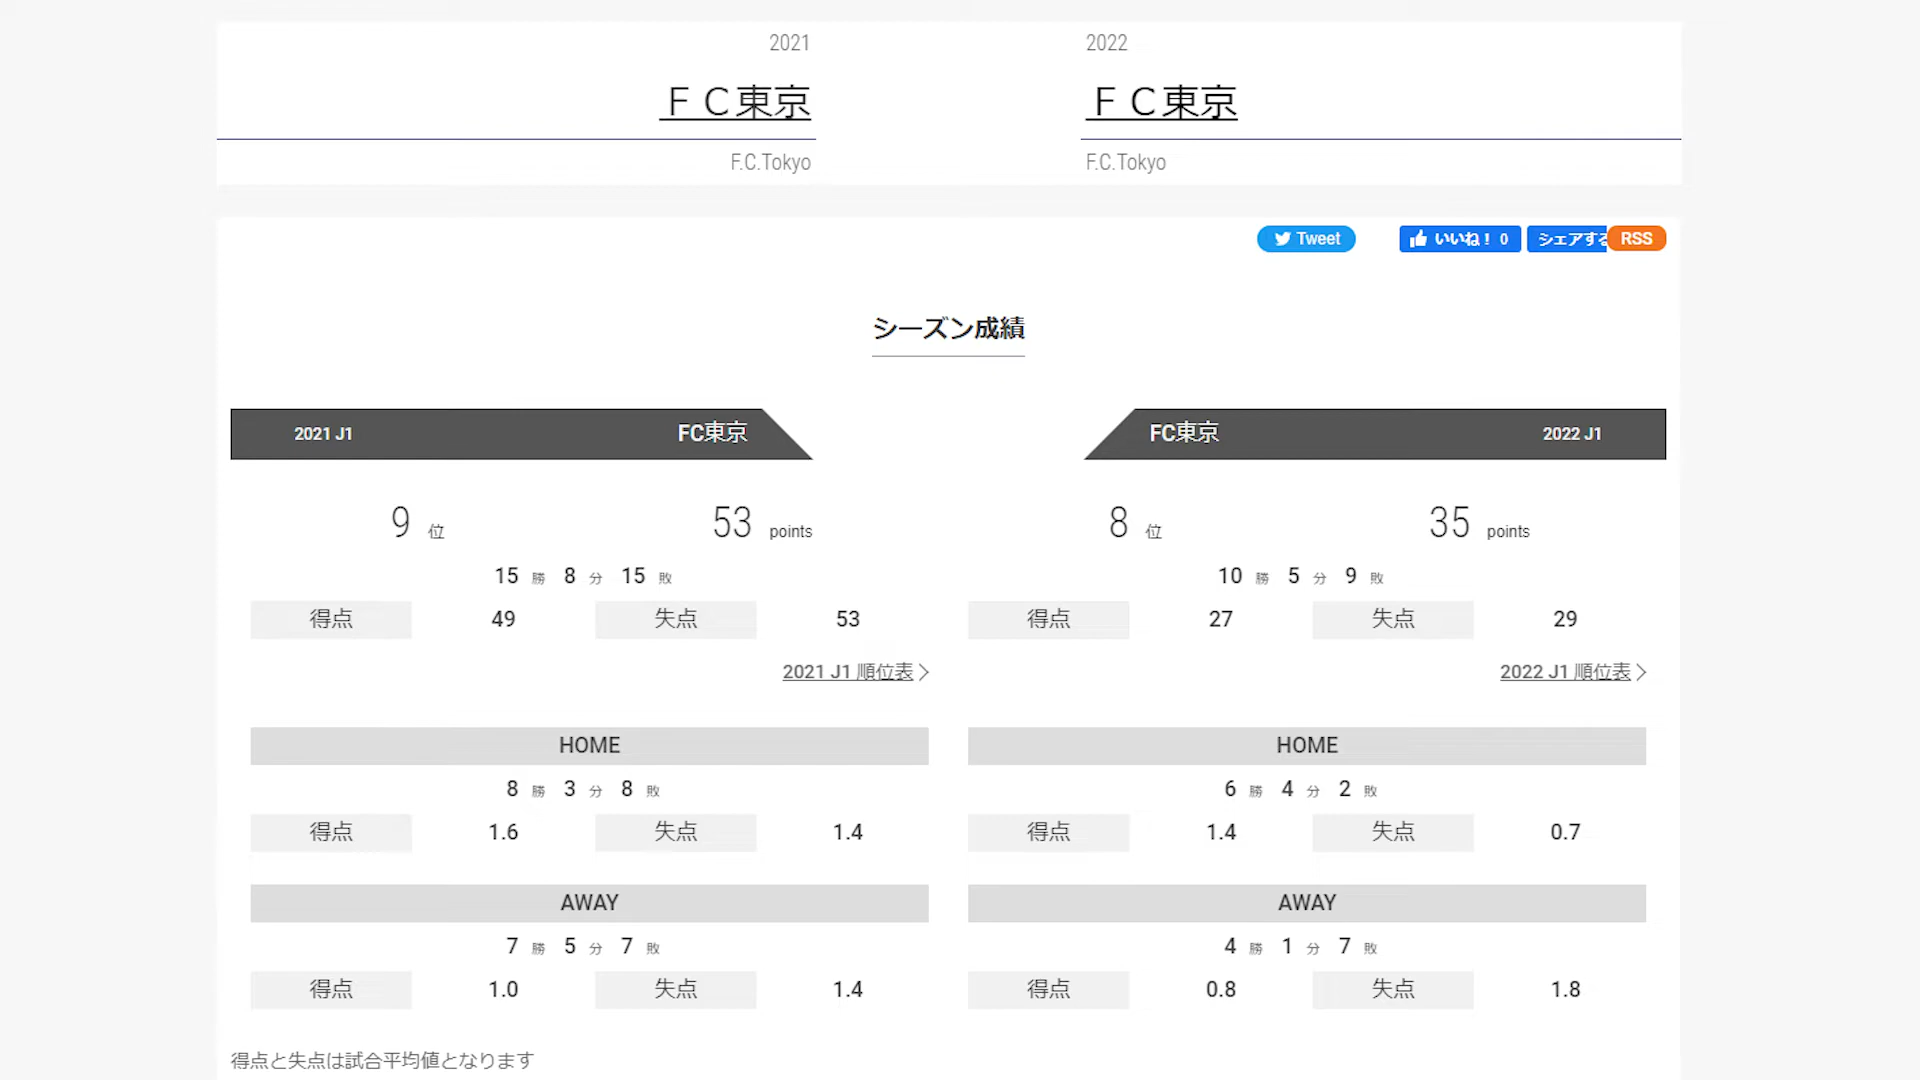 2021 2022
ＦＣ東京 ＦＣ東京
F.C.Tokyo F.C.Tokyo
Tweet いいね！ 0 シェアする RSS
シーズン成績
2021 J1 FC東京 FC東京 2022 J1
9 位 53 points 8 位 35 points
15 勝 8 分 15 敗 10 勝 5 分 9 敗
得点 49 失点 53 得点 27 失点 29
2021 J1 順位表 2022 J1 順位表
HOME HOME
8 勝 3 分 8 敗 6 勝 4 分 2 敗
得点 1.6 失点 1.4 得点 1.4 失点 0.7
AWAY AWAY
7 勝 5 分 7 敗 4 勝 1 分 7 敗
得点 1.0 失点 1.4 得点 0.8 失点 1.8
得点と失点は試合平均値となります